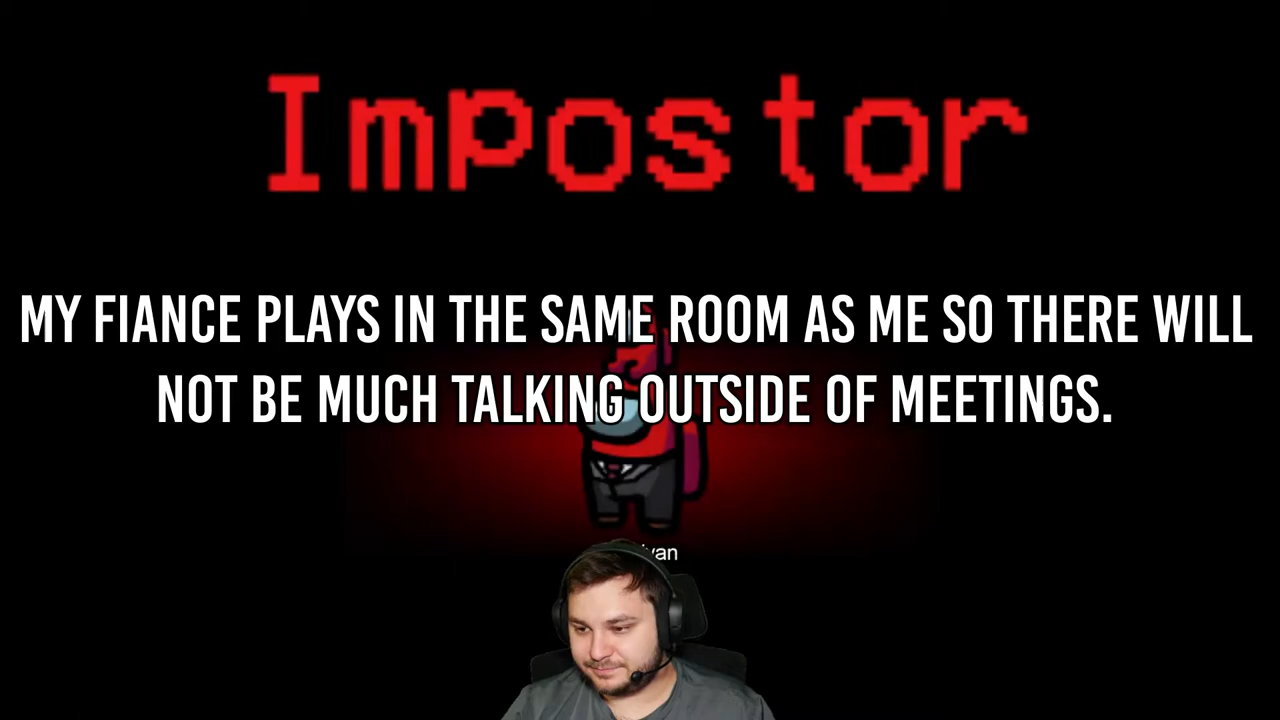 Impostor
MY FIANCE PLAYS IN THE SAME ROOM AS ME SO THERE WILL
NOT BE MUCH TALKING OUTSIDE OF MEETINGS.